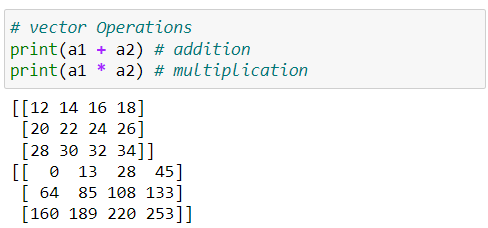 # vector Operations
print(a1 + a2) # addition
print(a1 * a2) # multiplication
[[12 14 16 18]
 [20 22 24 26]
 [28 30 32 34]]
[[  0  13  28  45]
 [ 64  85 108 133]
 [160 189 220 253]]